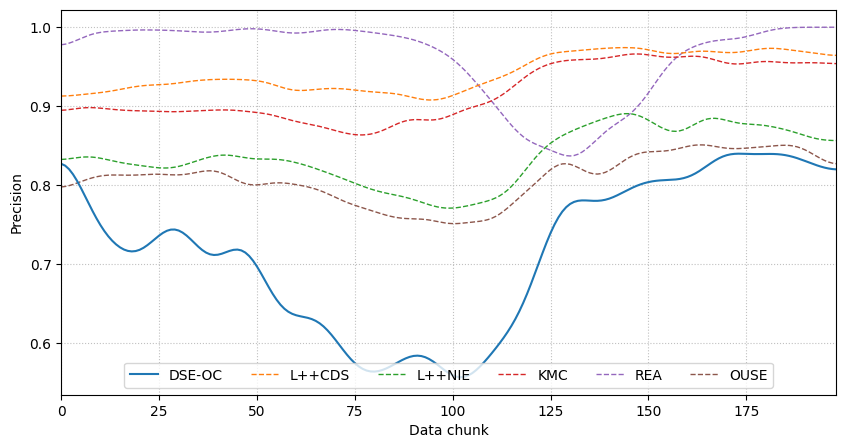 1.0
0.9
0.8
0.7
0.6
Precision
DSE-OC L++CDS L++NIE KMC REA OUSE
0 25 50 75 100 125 150 175
Data chunk